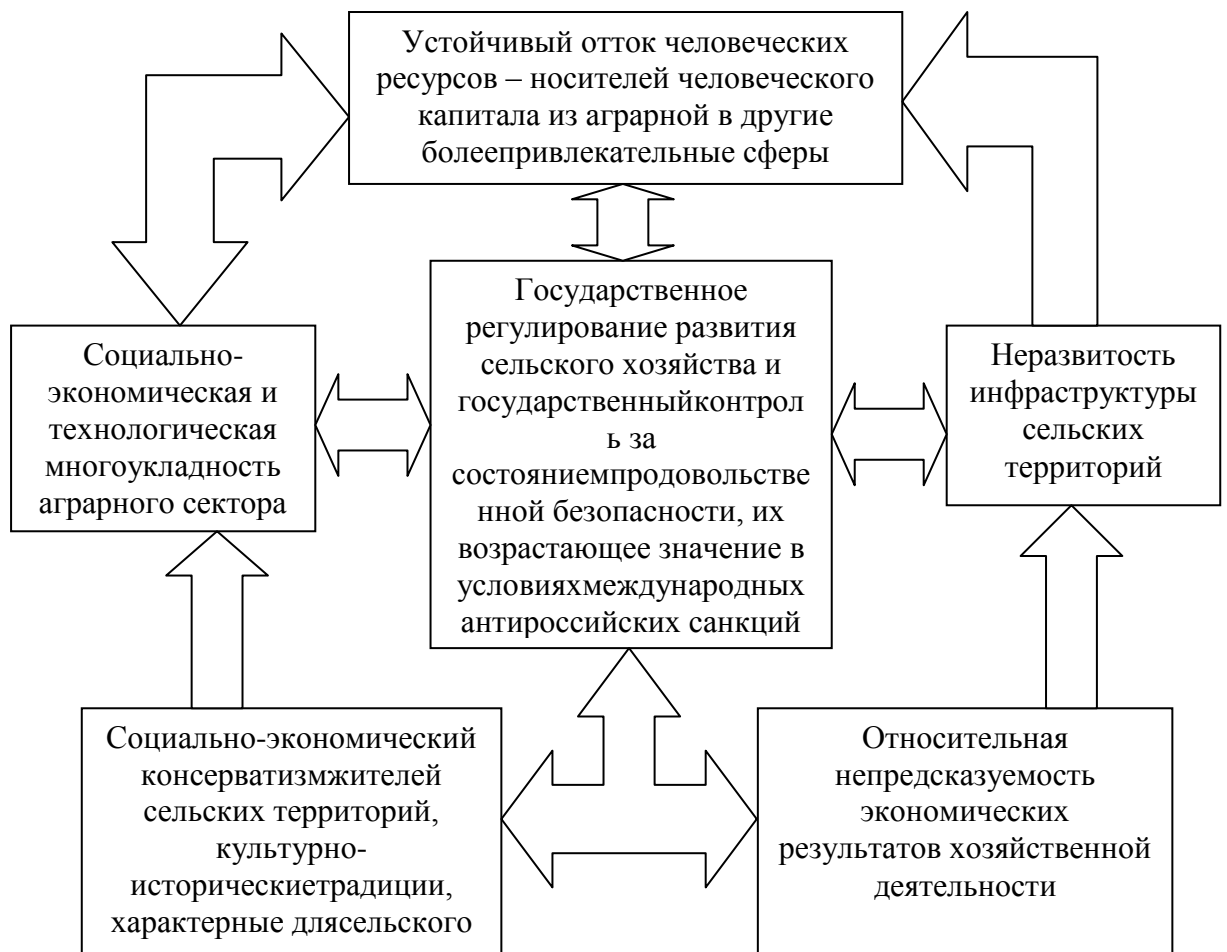 Устойчивый отток человеческих
ресурсов – носителей человеческого
капитала из аграрной в другие
болеепривлекательные сферы
Социально-
экономическая и
технологическая
многоукладность
аграрного сектора
Государственное
регулирование развития
сельского хозяйства и
государственныйконтрол
ь за
состояниемпродовольстве
нной безопасности, их
возрастающее значение в
условияхмеждународных
антироссийских санкций
Неразвитость
инфраструктуры
сельских
территорий
Социально-экономический
консерватизмжителей
сельских территорий,
культурно-
историческиетрадиции,
характерные длясельского
Относительная
непредсказуемость
экономических
результатов хозяйственной
деятельности